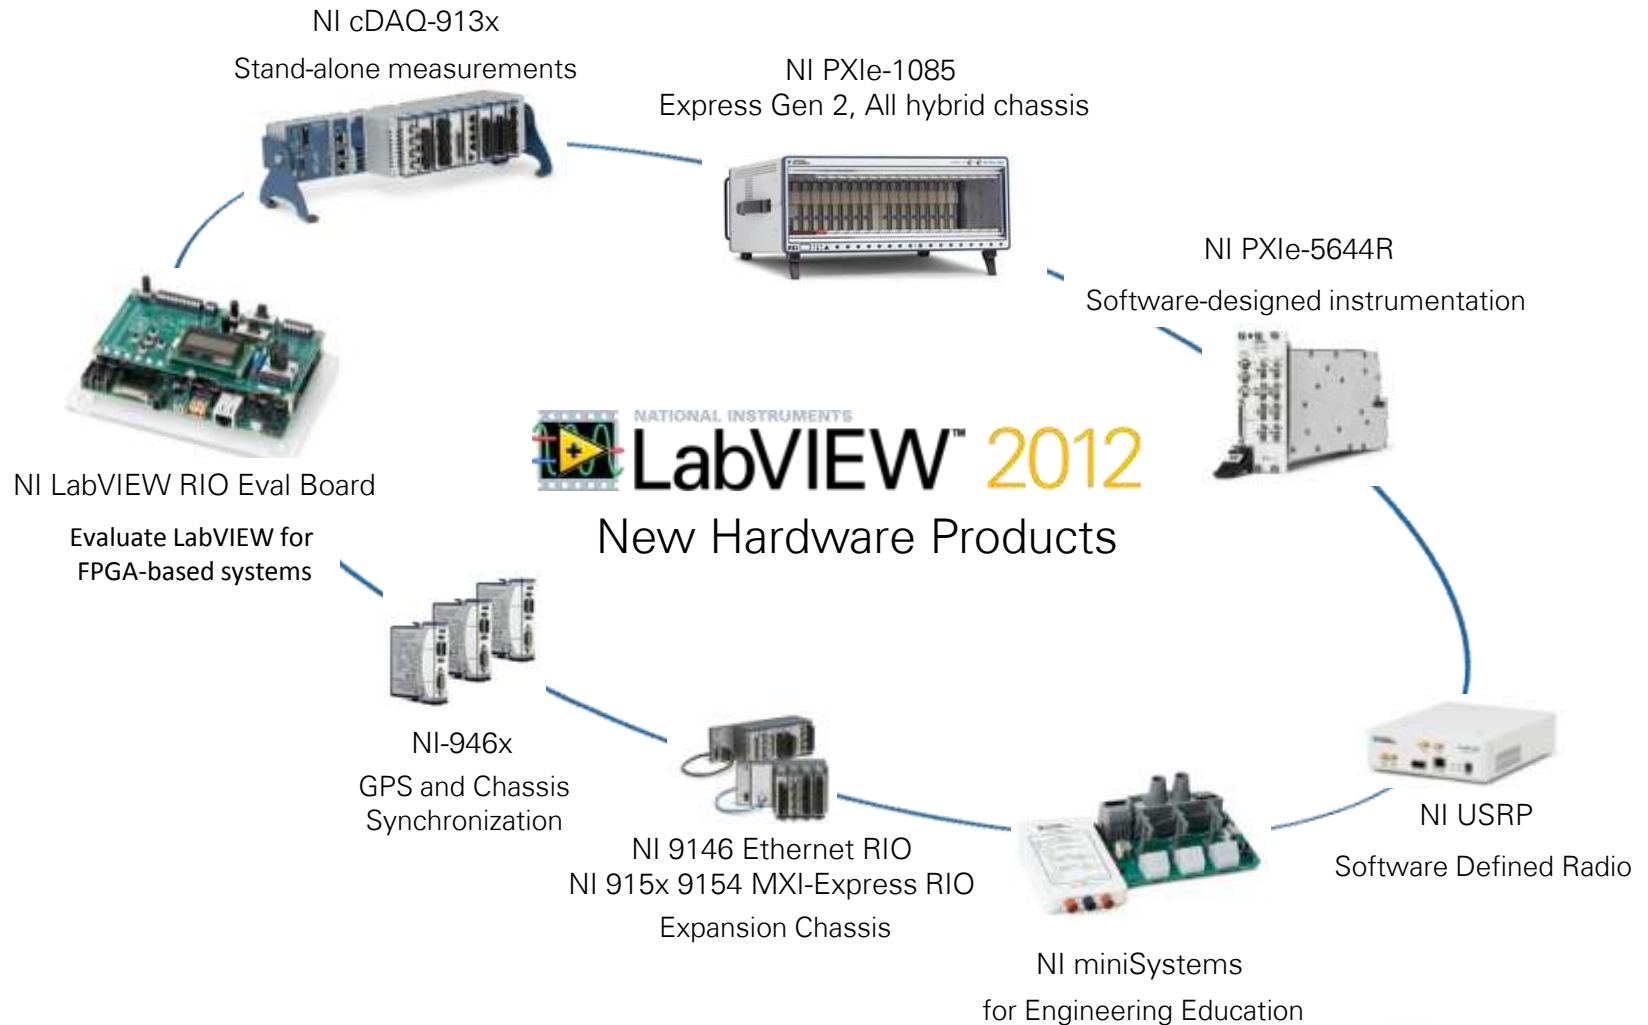 NI cDAQ-913x
Stand-alone measurements
NI PXIe-1085
Express Gen 2, All hybrid chassis
NI PXIe-5644R
Software-designed instrumentation
NATIONAL INSTRUMENTS
LabVIEW™ 2012
New Hardware Products
NI LabVIEW RIO Eval Board
Evaluate LabVIEW for
FPGA-based systems
NI-946x
GPS and Chassis
Synchronization
NI 9146 Ethernet RIO
NI 915x 9154 MXI-Express RIO
Expansion Chassis
NI USRP
Software Defined Radio
NI miniSystems
for Engineering Education